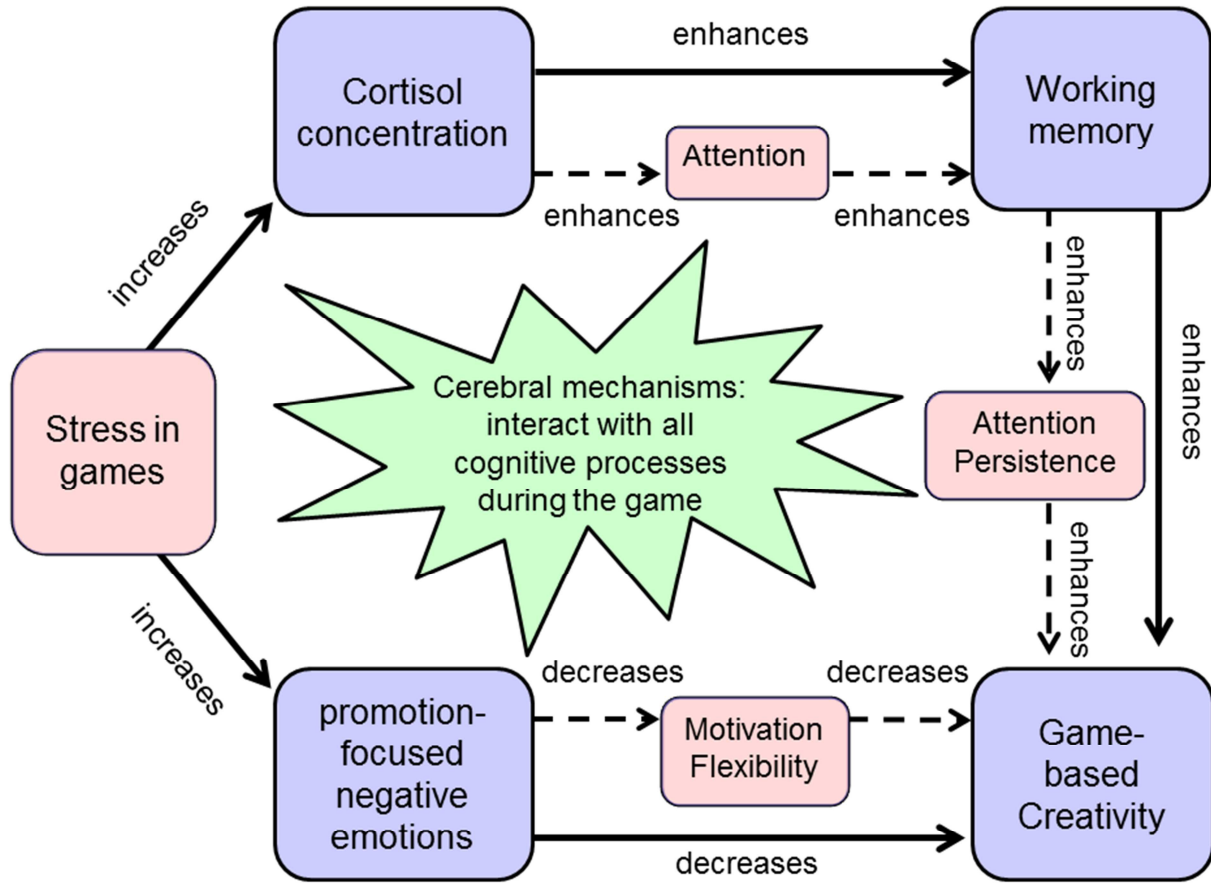 enhances
Cortisol
concentration
Working
memory
Attention
enhances
enhances
increases
enhances
enhances
Stress in
games
Cerebral mechanisms:
interact with all
cognitive processes
during the game
Attention
Persistence
enhances
increases
decreases
decreases
promotion-
focused
negative
emotions
Motivation
Flexibility
Game-
based
Creativity
decreases